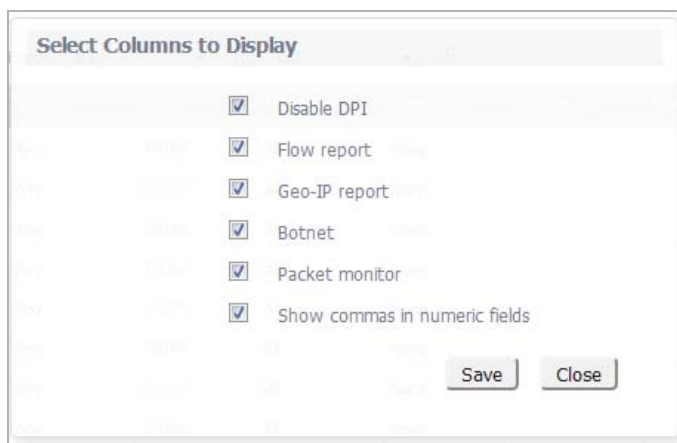 Select Columns to Display
Disable DPI
Flow report
Geo-IP report
Botnet
Packet monitor
Show commas in numeric fields
Save Close